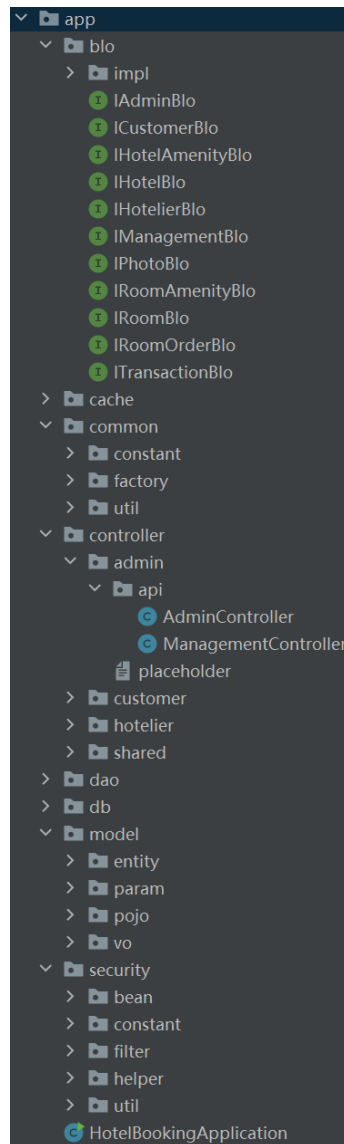 app
blo
impl
IAdminBlo
ICustomerBlo
IHotelAmenityBlo
IHotelBlo
IHotelierBlo
IManagementBlo
IPhotoBlo
IRoomAmenityBlo
IRoomBlo
IRoomOrderBlo
ITransactionBlo
cache
common
constant
factory
util
controller
admin
api
AdminController
ManagementController
placeholder
customer
hotelier
shared
dao
db
model
entity
param
pojo
vo
security
bean
constant
filter
helper
util
HotelBookingApplication